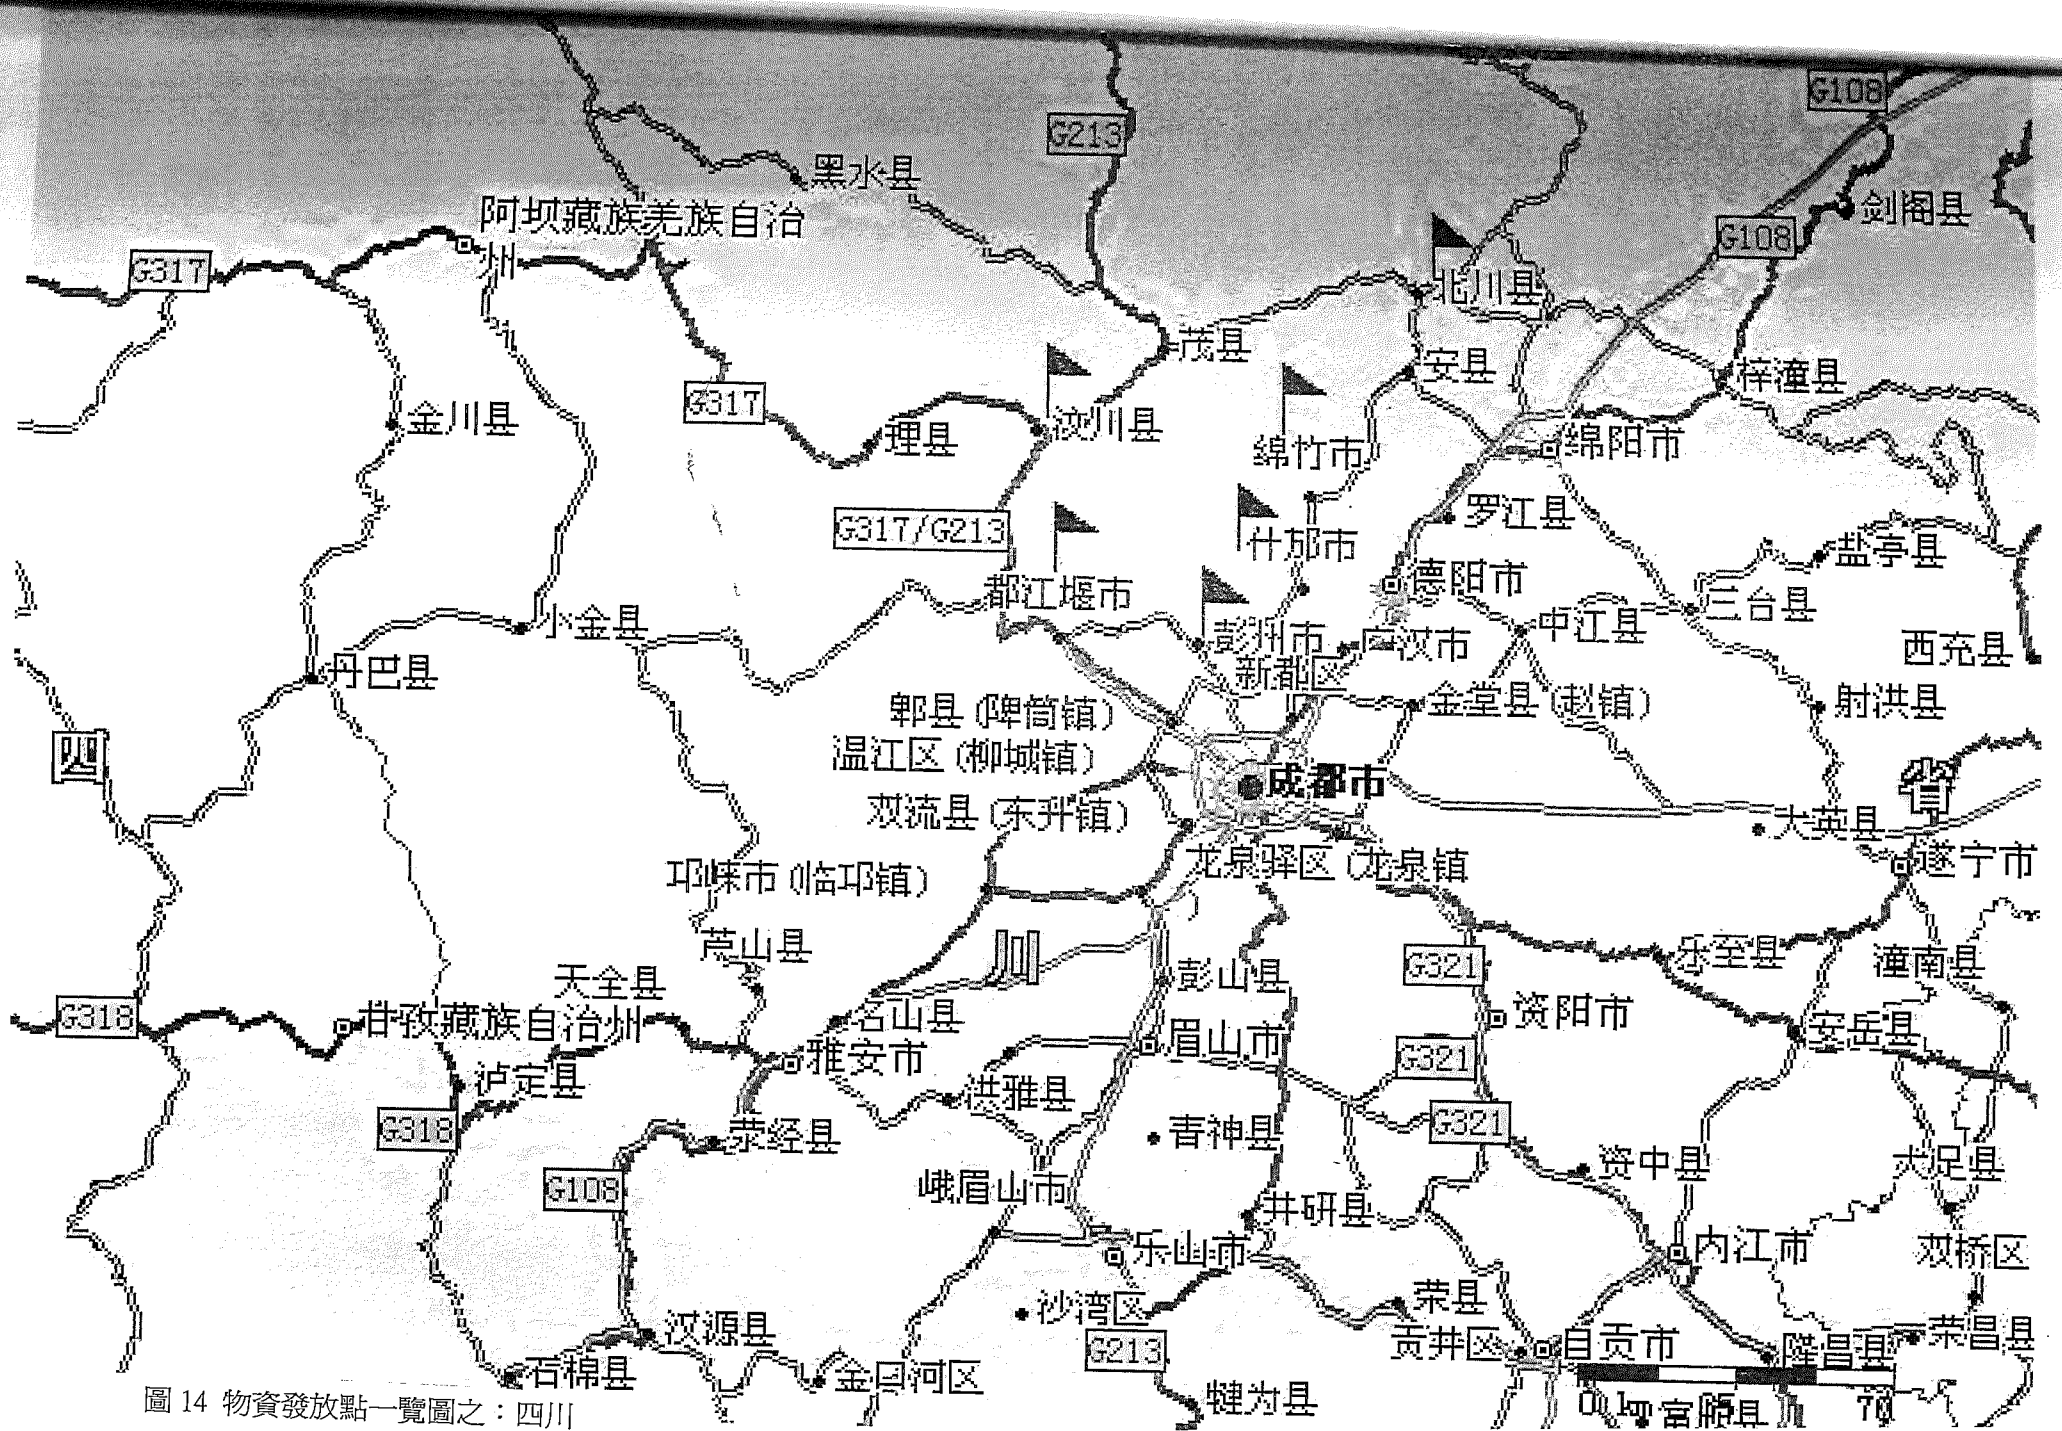 G108
G213
黑水县
剑阁县
阿坝藏族羌族自治
州
G108
G317
北川县
茂县
安县
梓潼县
G317
金川县
理县
汶川县
绵竹市
绵阳市
G317/G213
罗江县
什邡市
盐亭县
德阳市
都江堰市
三台县
小金县
中江县
彭州市
汉市
西充县
新都区
丹巴县
郫县(郫筒镇)
金堂县(赵镇)
射洪县
温江区(柳城镇)
四
成都市
省
双流县(东升镇)
大英县
龙泉驿区(龙泉镇
遂宁市
邛崃市(临邛镇)
芦山县
川
乐至县
潼南县
天全县
彭山县
G321
G318
甘孜藏族自治州
名山县
资阳市
安岳县
眉山市
雅安市
G321
泸定县
洪雅县
G318
荥经县
青神县
G321
资中县
大足县
G108
峨眉山市
井研县
乐山市
内江市
双桥区
沙湾区
荣县
汉源县
G213
贡井区
自贡市
隆昌县
荣昌县
石棉县
金口河区
犍为县
0 km 35 70
富顺县
圖 14 物資發放點一覽圖之：四川